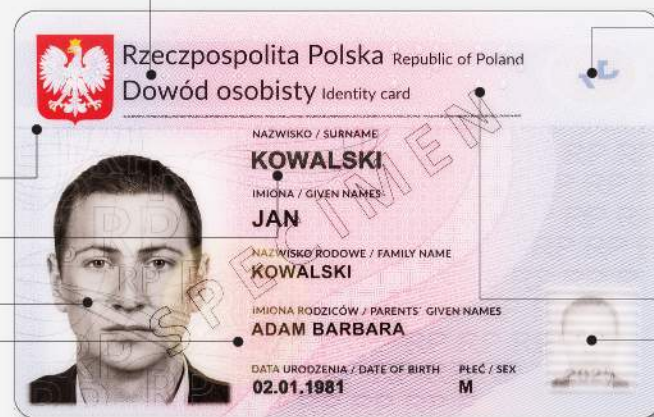 Rzeczpospolita Polska Republic of Poland
Dowód osobisty Identity card
NAZWISKO / SURNAME
KOWALSKI
IMIONA / GIVEN NAMES
JAN
NAZWISKO RODOWE / FAMILY NAME
KOWALSKI
IMIONA RODZICÓW / PARENTS' GIVEN NAMES
ADAM BARBARA
DATA URODZENIA / DATE OF BIRTH PŁEĆ / SEX
02.01.1981 M
SPECIMEN